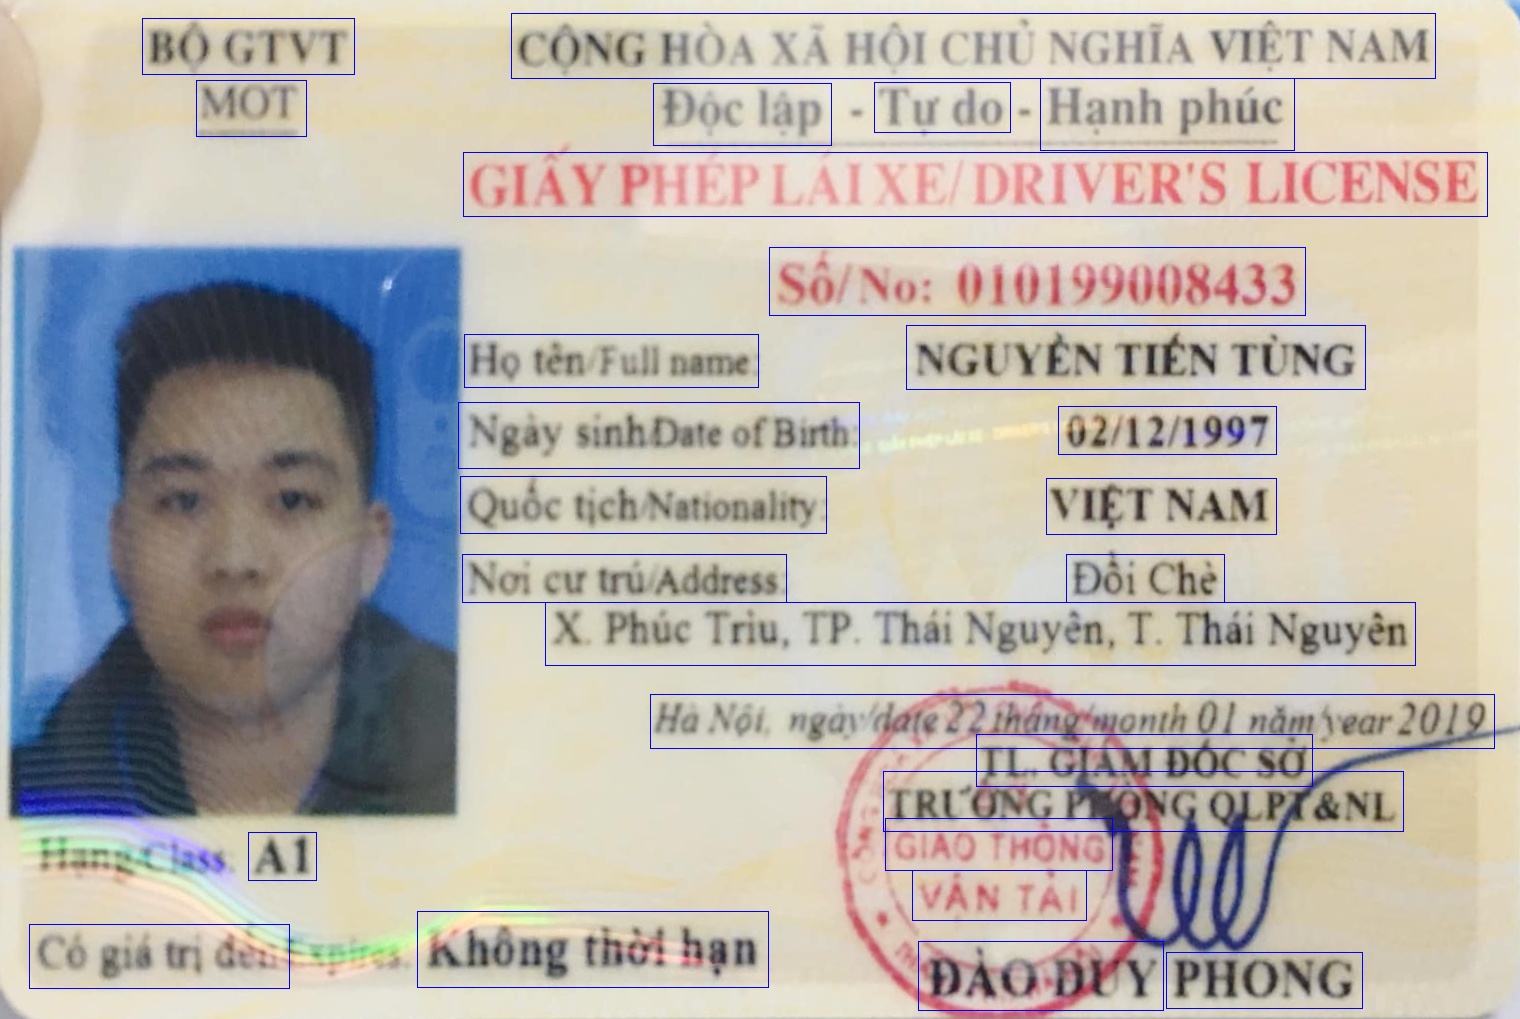 BỘ GTVT
MOT
CỘNG HÒA XÃ HỘI CHỦ NGHĨA VIỆT NAM
Độc lập - Tự do - Hạnh phúc
GIẤY PHÉP LÁI XE/ DRIVER'S LICENSE
Số/No: 010199008433
Họ tên/Full name: NGUYỄN TIẾN TÙNG
Ngày sinh/Date of Birth: 02/12/1997
Quốc tịch/Nationality: VIỆT NAM
Nơi cư trú/Address: Đồi Chè
X. Phúc Trìu, TP. Thái Nguyên, T. Thái Nguyên
Hà Nội, ngày/date 22 tháng/month 01 năm/year 2019
TL. GIÁM ĐỐC SỞ
TRƯỞNG PHÒNG QLPT&NL
GIAO THÔNG
VẬN TẢI
Hạng/Class: A1
Có giá trị đến/Expires: Không thời hạn
ĐÀO DUY PHONG